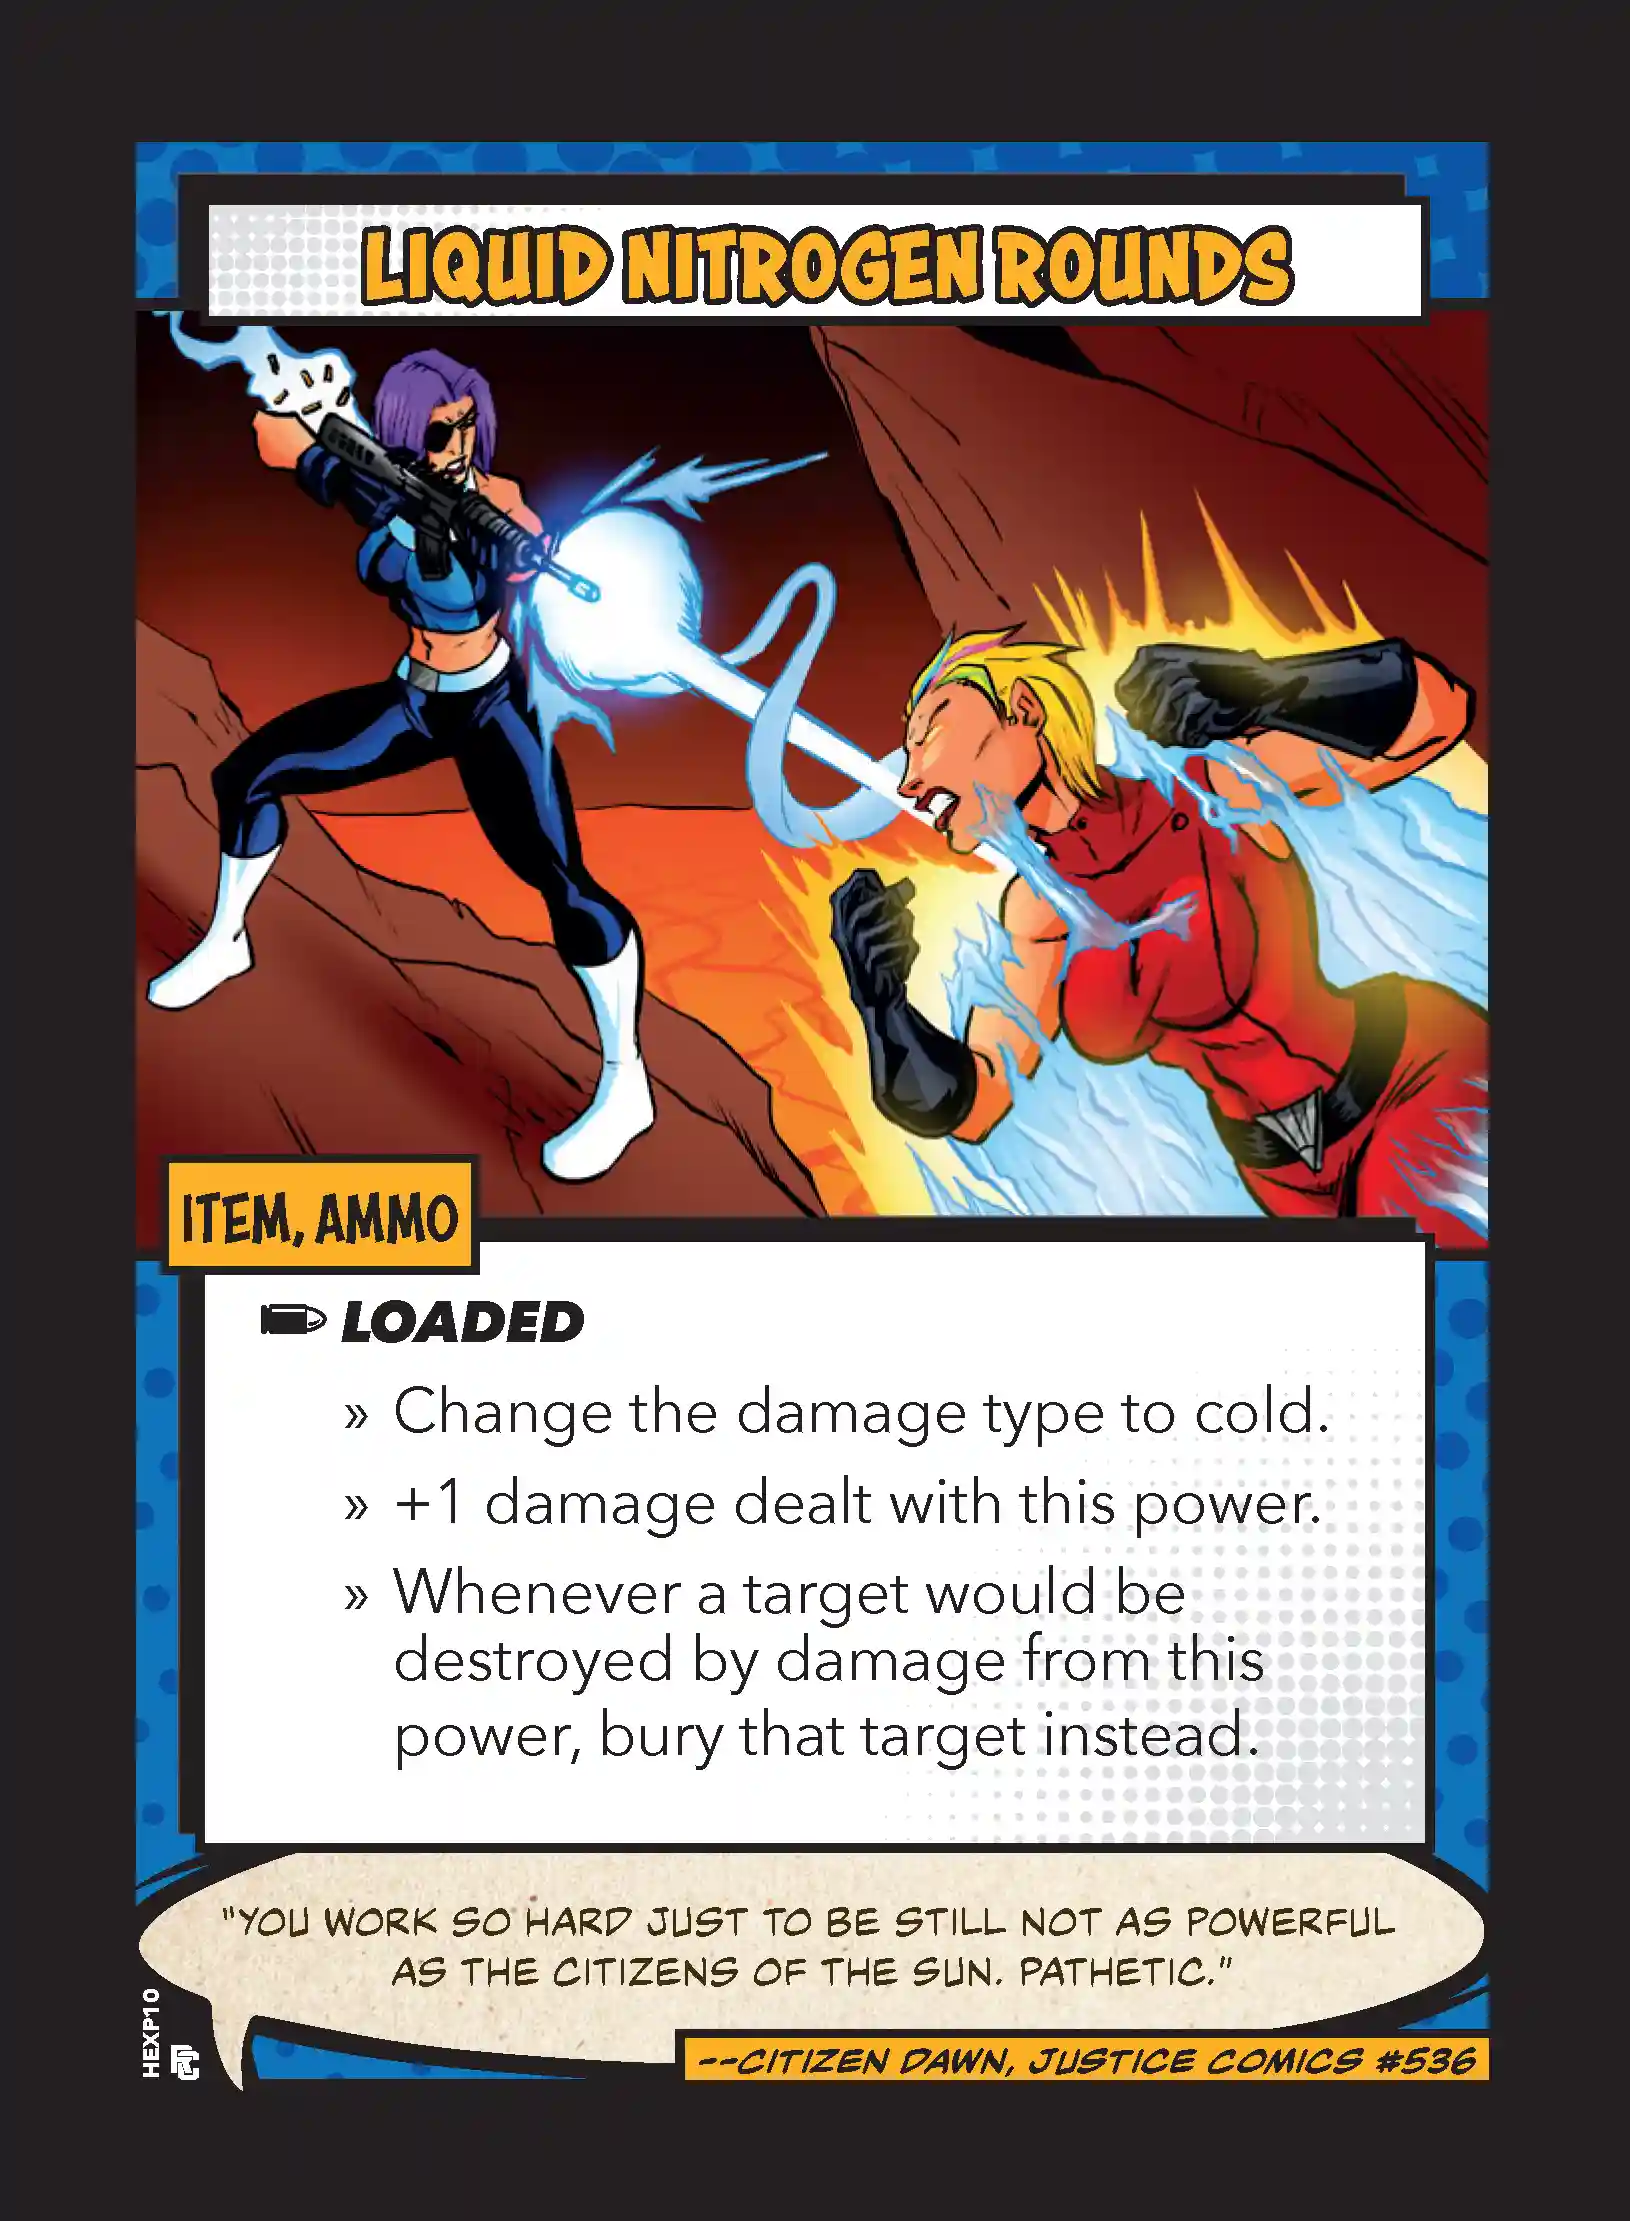 LIQUID NITROGEN ROUNDS
ITEM, AMMO
LOADED
» Change the damage type to cold.
» +1 damage dealt with this power.
» Whenever a target would be
destroyed by damage from this
power, bury that target instead.
"YOU WORK SO HARD JUST TO BE STILL NOT AS POWERFUL
AS THE CITIZENS OF THE SUN. PATHETIC."
--CITIZEN DAWN, JUSTICE COMICS #536
HEXP10